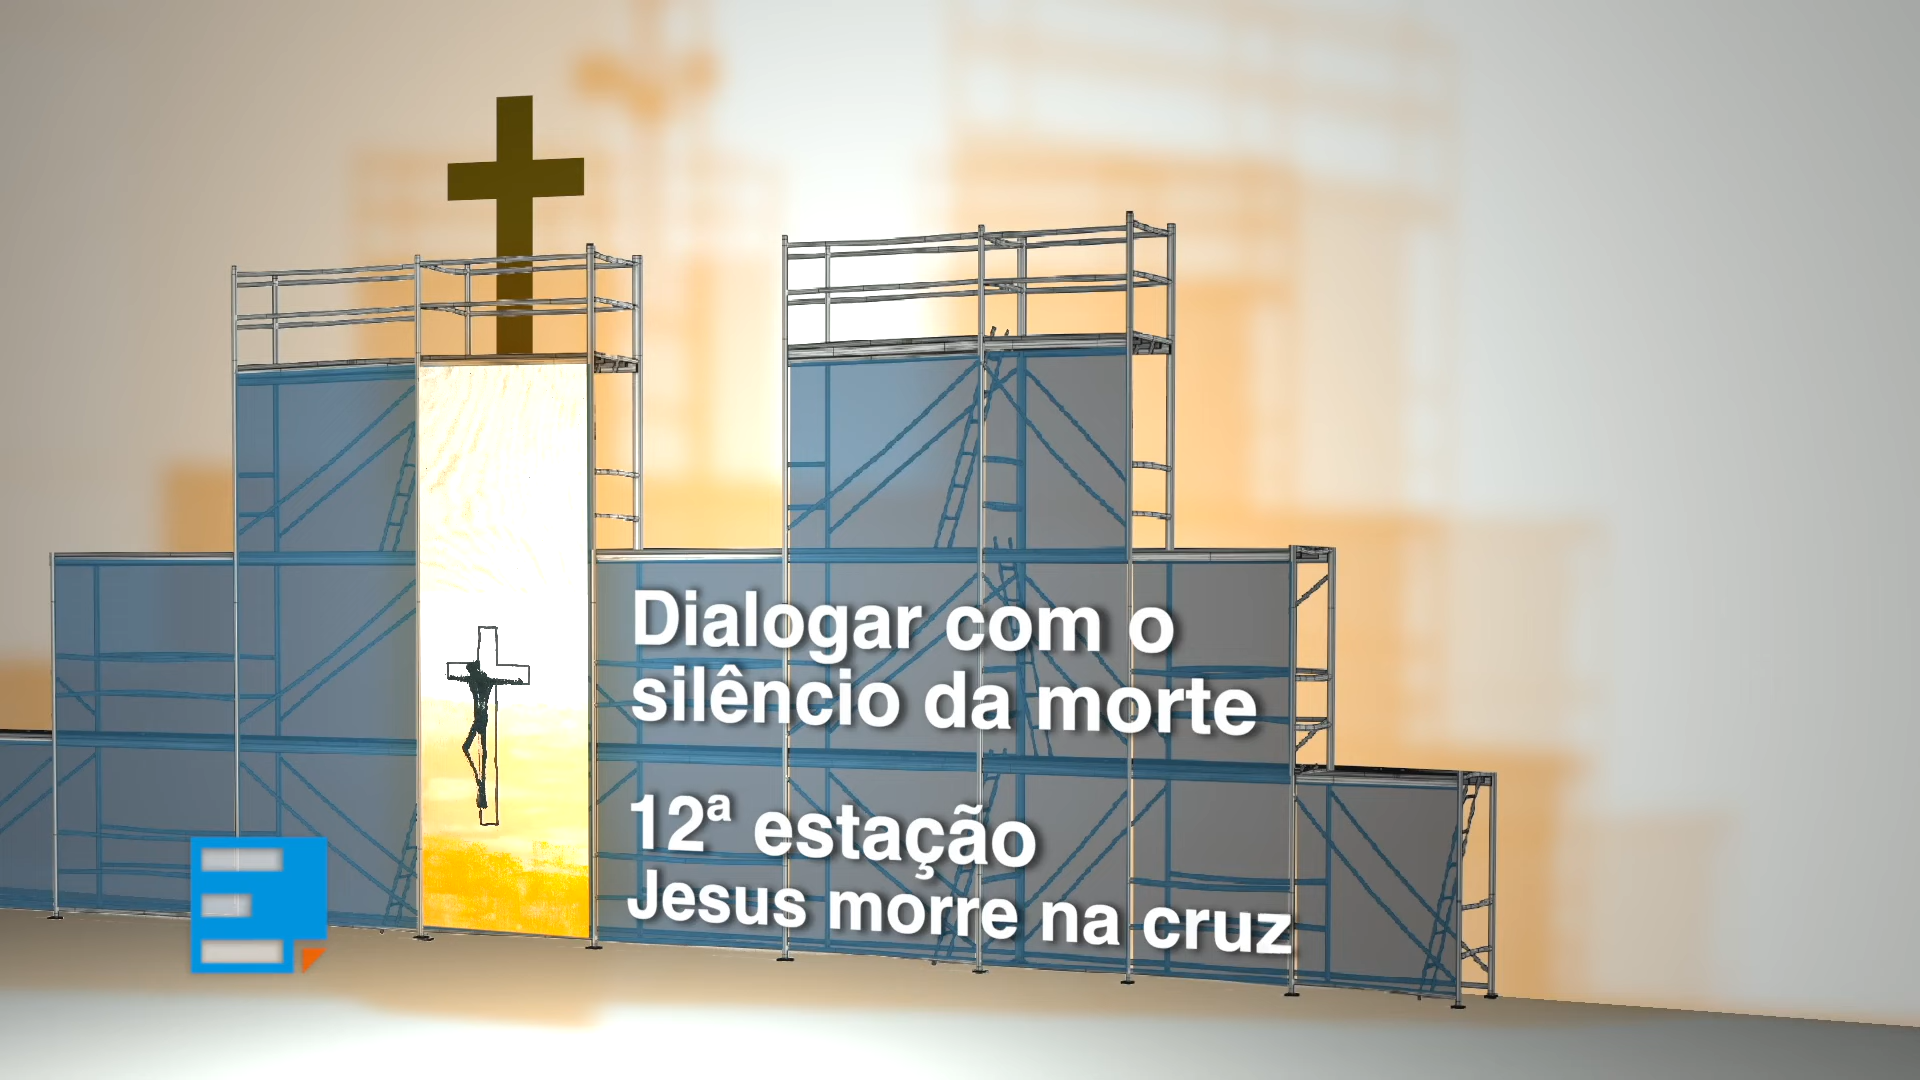 Dialogar com o
silêncio da morte
12ª estação
Jesus morre na cruz